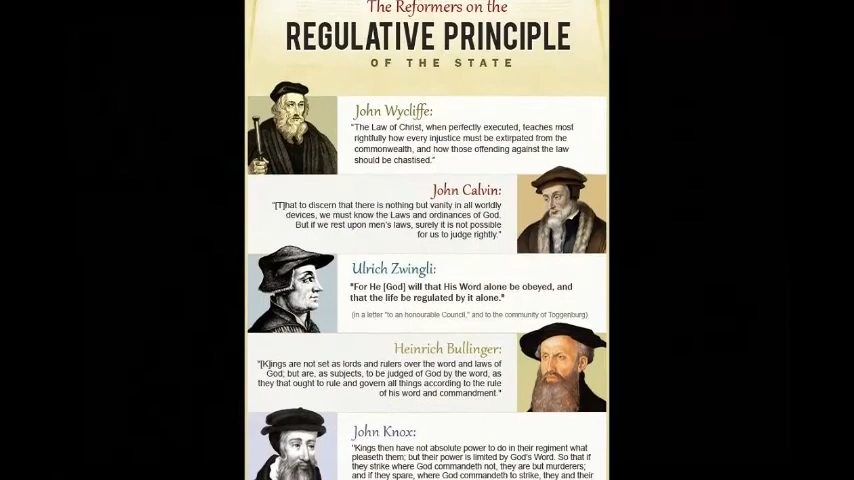 The Reformers on the
REGULATIVE PRINCIPLE
OF THE STATE
John Wycliffe:
"The Law of Christ, when perfectly executed, teaches most
rightfully how every injustice must be extirpated from the
commonwealth, and how those offending against the law
should be chastised."
John Calvin:
"[T]hat to discern that there is nothing but vanity in all worldly
devices, we must know the Laws and ordinances of God.
But if we rest upon men's laws, surely it is not possible
for us to judge rightly."
Ulrich Zwingli:
"For He [God] will that His Word alone be obeyed, and
that the life be regulated by it alone."
(in a letter "to an honourable Council," and to the community of Toggenburg)
Heinrich Bullinger:
"[K]ings are not set as lords and rulers over the word and laws of
God; but are, as subjects, to be judged of God by the word, as
they that ought to rule and govern all things according to the rule
of his word and commandment."
John Knox:
"Kings then have not absolute power to do in their regiment what
pleaseth them; but their power is limited by God's Word. So that if
they strike where God commandeth not, they are but murderers;
and if they spare, where God commandeth to strike, they and their